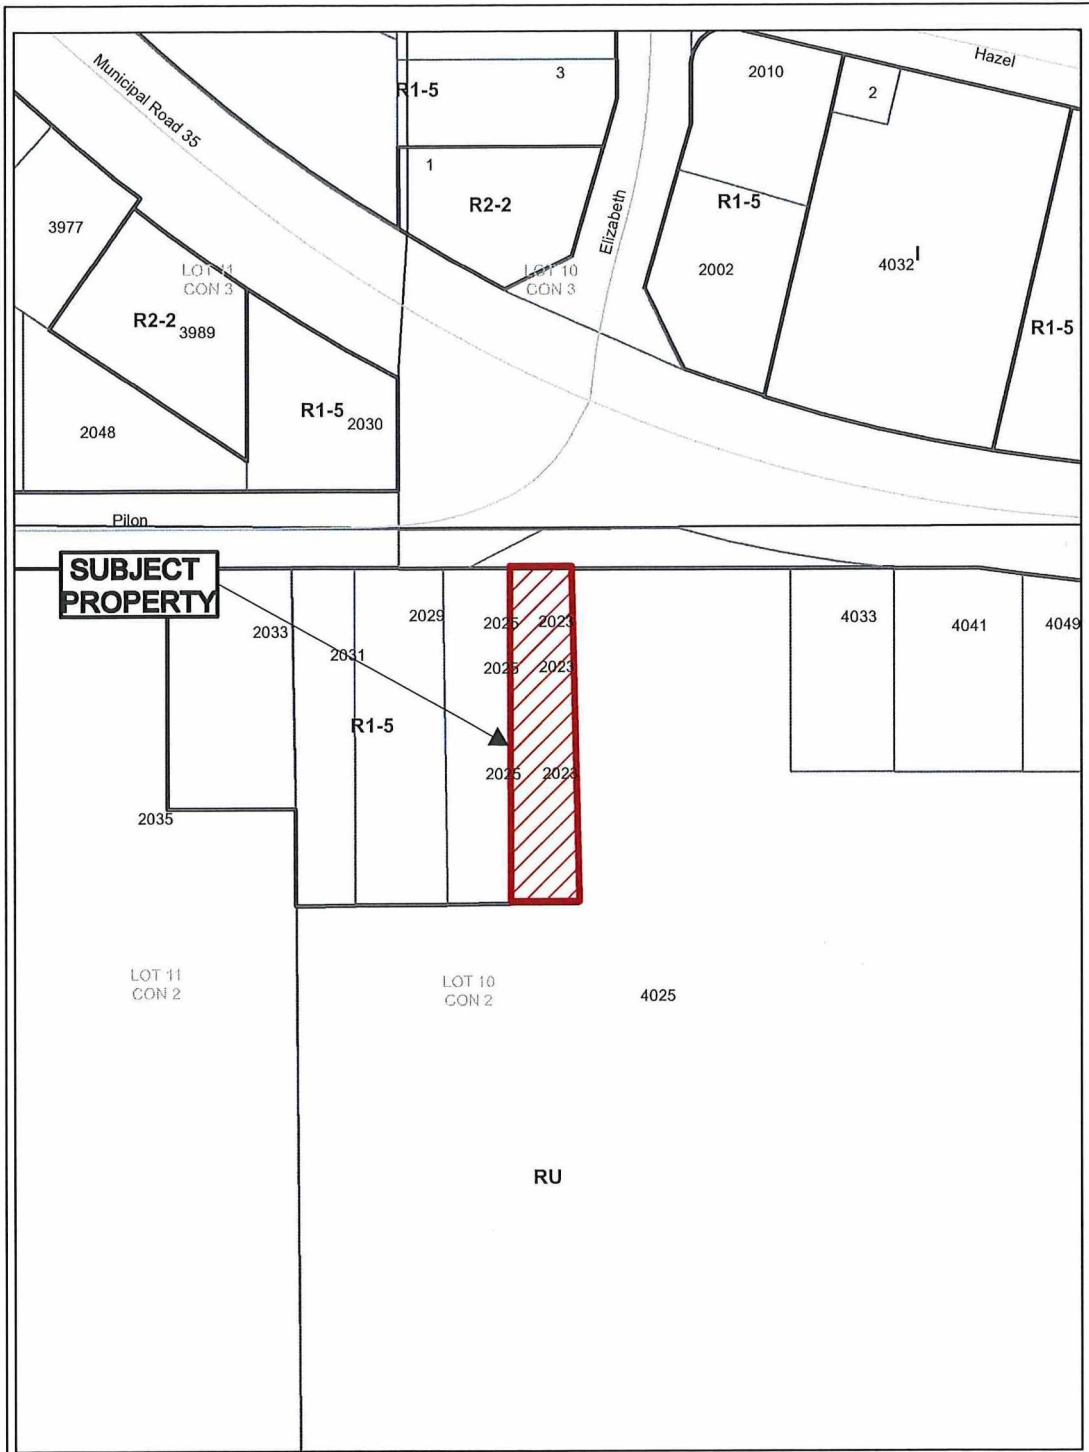 Hazel
Municipal Road 35
3
2010
2
R1-5
1
R2-2
Elizabeth
R1-5
3977
2002
4032
I
LOT 11
CON 3
LOT 10
CON 3
R2-2
3989
R1-5
R1-5
2030
2048
Pilon
SUBJECT
PROPERTY
2033
2031
2029
2025
2023
4033
4041
4049
2025
2023
R1-5
2025
2023
2035
LOT 11
CON 2
LOT 10
CON 2
4025
RU